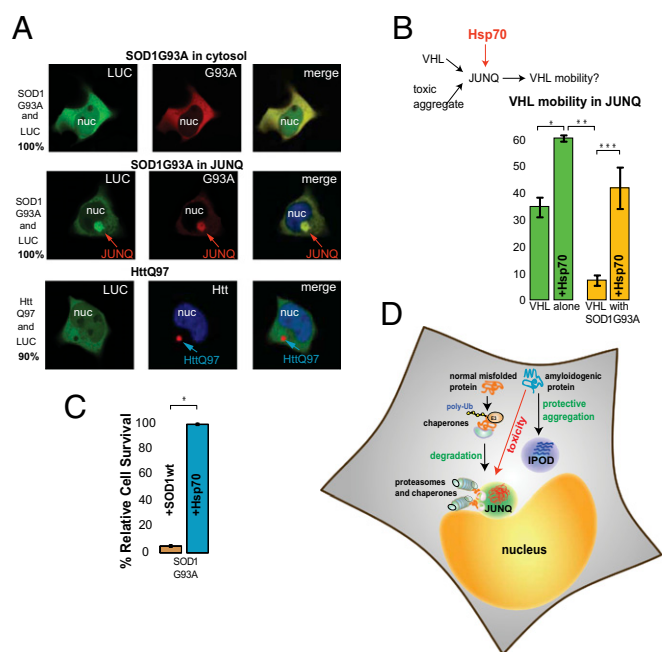 A
SOD1G93A in cytosol
SOD1
G93A
and
LUC
100%
LUC
nuc
G93A
merge
nuc
SOD1G93A in JUNQ
SOD1
G93A
and
LUC
100%
LUC
nuc
JUNQ
G93A
nuc
JUNQ
merge
nuc
JUNQ
HttQ97
Htt
Q97
and
LUC
90%
LUC
nuc
Htt
nuc
HttQ97
merge
nuc
HttQ97
B
Hsp70
VHL
JUNQ
VHL mobility?
toxic
aggregate
VHL mobility in JUNQ
60
50
40
30
20
10
0
*
**
***
+Hsp70
+Hsp70
VHL alone
VHL with
SOD1G93A
C
% Relative Cell Survival
100
80
60
40
20
0
*
+SOD1wt
+Hsp70
SOD1
G93A
D
normal misfolded
protein
amyloidogenic
protein
poly-Ub
E3
chaperones
toxicity
protective
aggregation
IPOD
degradation
proteasomes
and chaperones
JUNQ
nucleus